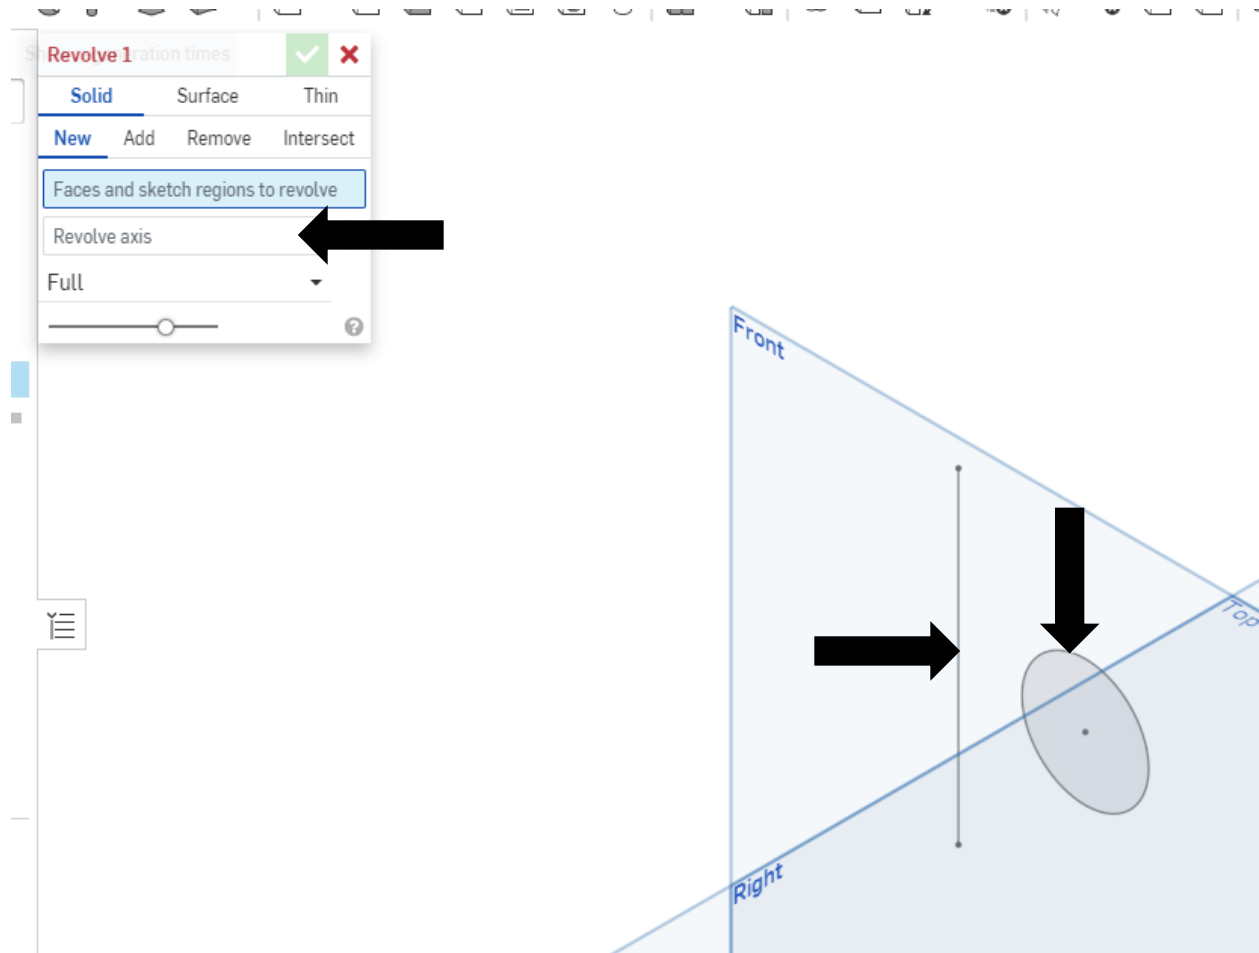 Revolve 1
Solid Surface Thin
New Add Remove Intersect
Faces and sketch regions to revolve
Revolve axis
Full
?
Front
Top
Right